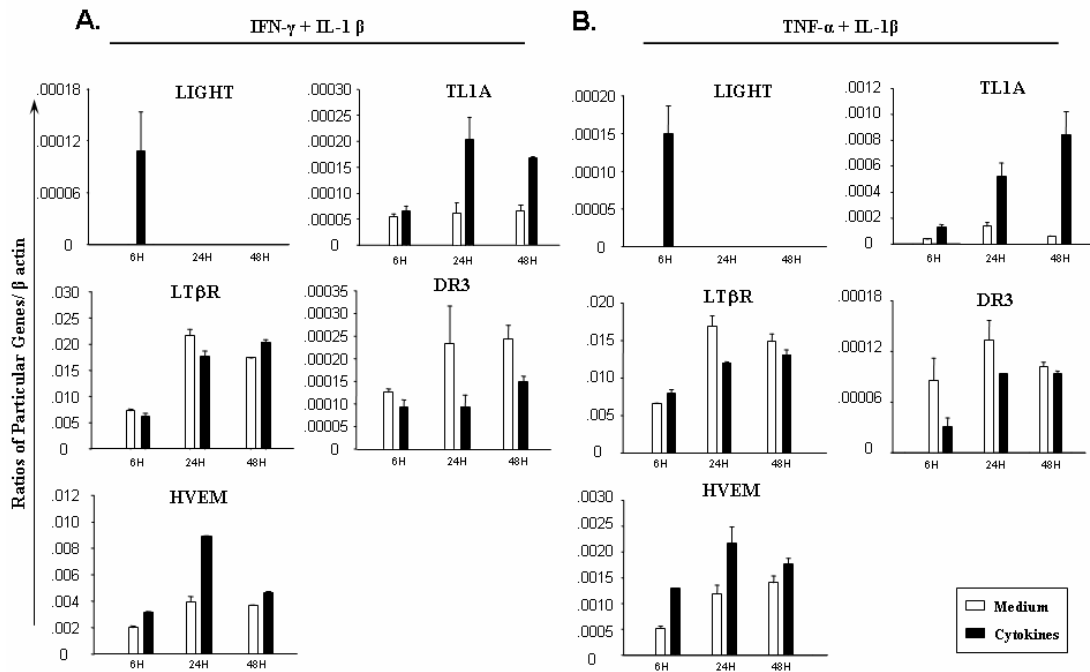 A.
IFN-γ + IL-1 β
B.
TNF-α + IL-1β
Ratios of Particular Genes/ β actin
LIGHT
.00018
.00012
.00006
0
6H 24H 48H
TL1A
.00030
.00025
.00020
.00015
.00010
.00005
0
6H 24H 48H
LTβR
.030
.025
.020
.015
.010
.005
0
6H 24H 48H
DR3
.00035
.00030
.00025
.00020
.00015
.00010
.00005
0
6H 24H 48H
HVEM
.012
.010
.008
.006
.004
.002
6H 24H 48H
LIGHT
.00020
.00015
.00010
.00005
0
6H 24H 48H
TL1A
.0012
.0010
.0008
.0006
.0004
.0002
0
6H 24H 48H
LTβR
.020
.015
.010
.005
0
6H 24H 48H
DR3
.00018
.00012
.00006
0
6H 24H 48H
HVEM
.0030
.0025
.0020
.0015
.0010
.0005
6H 24H 48H
Medium
Cytokines